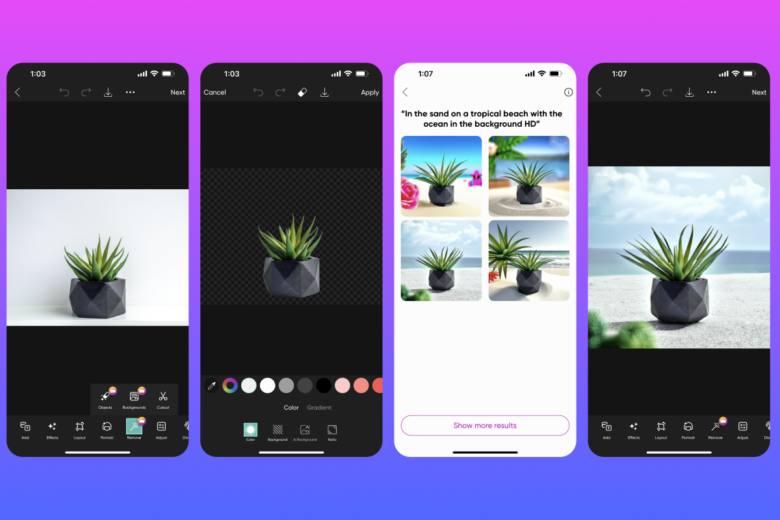 1:03
Next
Objects
Backgrounds
Cutout
Add
Effects
Layout
Portrait
Remove
Adjust
1:03
Cancel
Apply
Color
Gradient
Color
Background
AI Background
Ratio
1:07
"In the sand on a tropical beach with the
ocean in the background HD"
Show more results
1:07
Next
Add
Effects
Layout
Portrait
Remove
Adjust